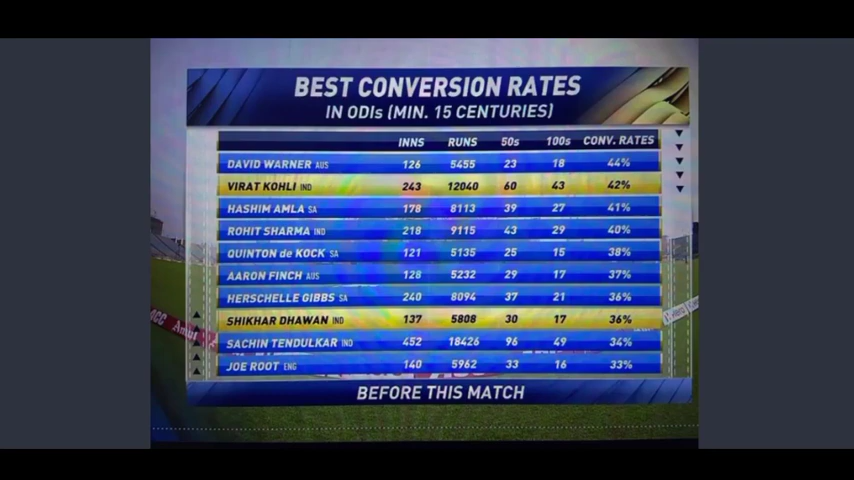 BEST CONVERSION RATES
IN ODIs (MIN. 15 CENTURIES)
INNS RUNS 50s 100s CONV. RATES
DAVID WARNER AUS 126 5455 23 18 44%
VIRAT KOHLI IND 243 12040 60 43 42%
HASHIM AMLA SA 178 8113 39 27 41%
ROHIT SHARMA IND 218 9115 43 29 40%
QUINTON de KOCK SA 121 5135 25 15 38%
AARON FINCH AUS 128 5232 29 17 37%
HERSCHELLE GIBBS SA 240 8094 37 21 36%
SHIKHAR DHAWAN IND 137 5808 30 17 36%
SACHIN TENDULKAR IND 452 18426 96 49 34%
JOE ROOT ENG 140 5962 33 16 33%
BEFORE THIS MATCH